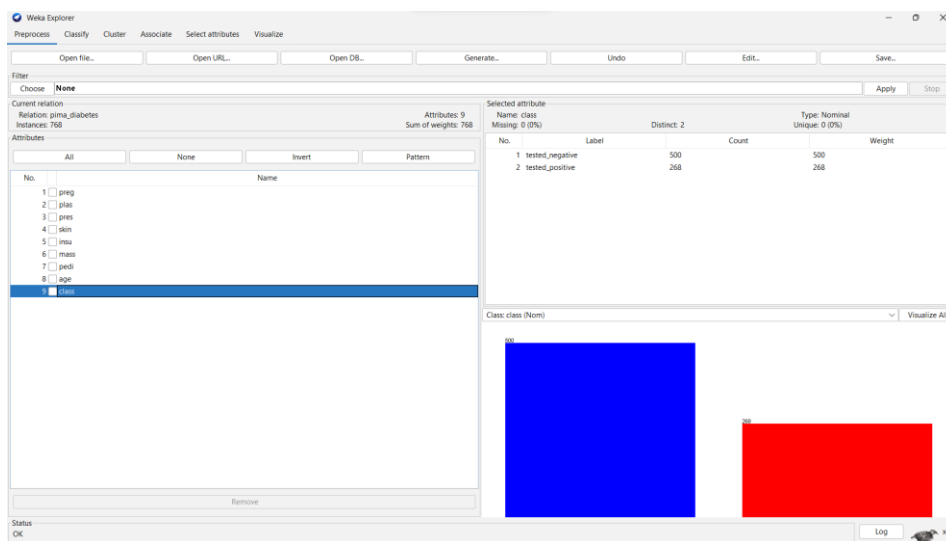 Weka Explorer
Preprocess Classify Cluster Associate Select attributes Visualize
Open file... Open URL... Open DB... Generate... Undo Edit... Save...
Filter
Choose None Apply Stop
Current relation
Relation: pima_diabetes Attributes: 9
Instances: 768 Sum of weights: 768
Selected attribute
Name: class Type: Nominal
Missing: 0 (0%) Distinct: 2 Unique: 0 (0%)
Attributes
All None Invert Pattern
No. Name
1 preg
2 plas
3 pres
4 skin
5 insu
6 mass
7 pedi
8 age
9 class
Remove
No. Label Count Weight
1 tested_negative 500 500
2 tested_positive 268 268
Class: class (Nom) Visualize All
500
268
Status
OK
Log
x